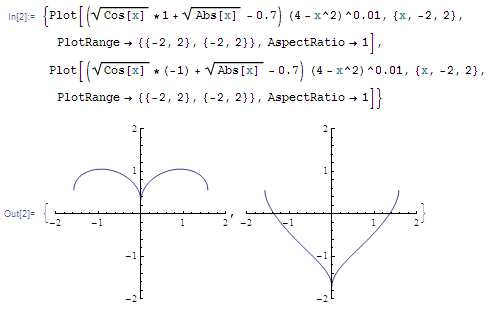 In[2]:= {Plot[(√Cos[x] *1 + √Abs[x] - 0.7) (4 - x^2)^0.01, {x, -2, 2},
PlotRange → {{-2, 2}, {-2, 2}}, AspectRatio → 1],
Plot[(√Cos[x] * (-1) + √Abs[x] - 0.7) (4 - x^2)^0.01, {x, -2, 2},
PlotRange → {{-2, 2}, {-2, 2}}, AspectRatio → 1]}
2 2
1 1
Out[2]= { -2 -1 1 2 , -2 -1 1 2 }
-1 -1
-2 -2